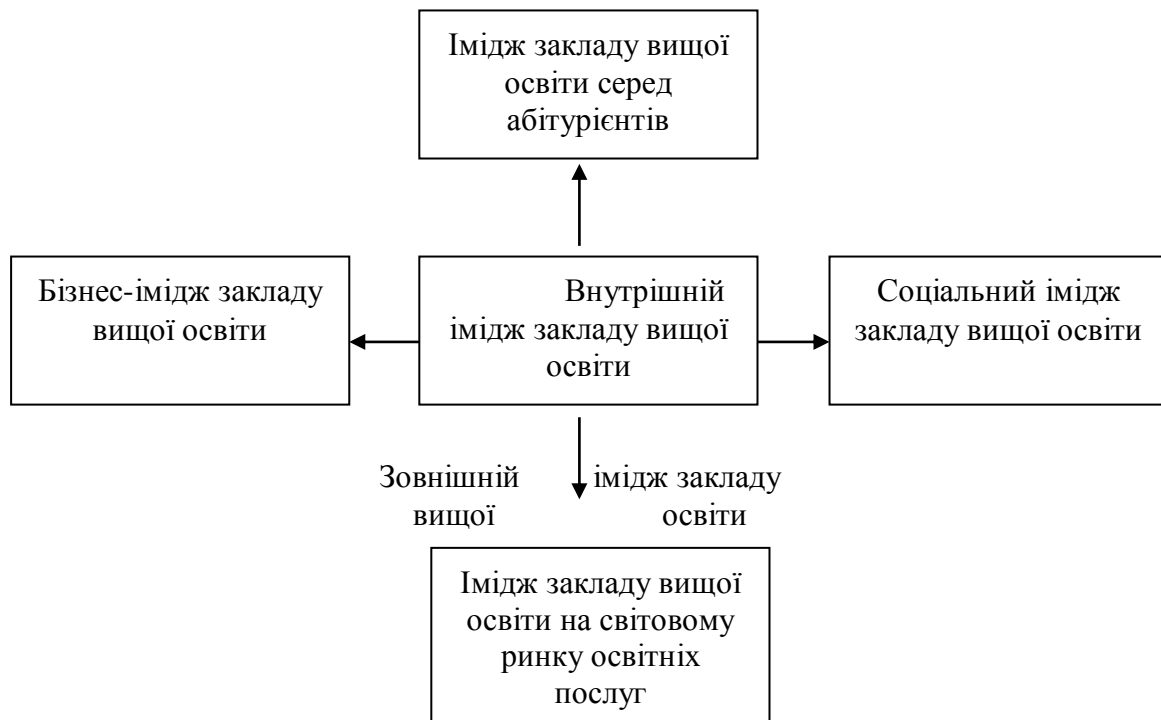 Імідж закладу вищої
освіти серед
абітурієнтів
Бізнес-імідж закладу
вищої освіти
Внутрішній
імідж закладу вищої
освіти
Соціальний імідж
закладу вищої освіти
Зовнішній імідж закладу
вищої освіти
Імідж закладу вищої
освіти на світовому
ринку освітніх
послуг